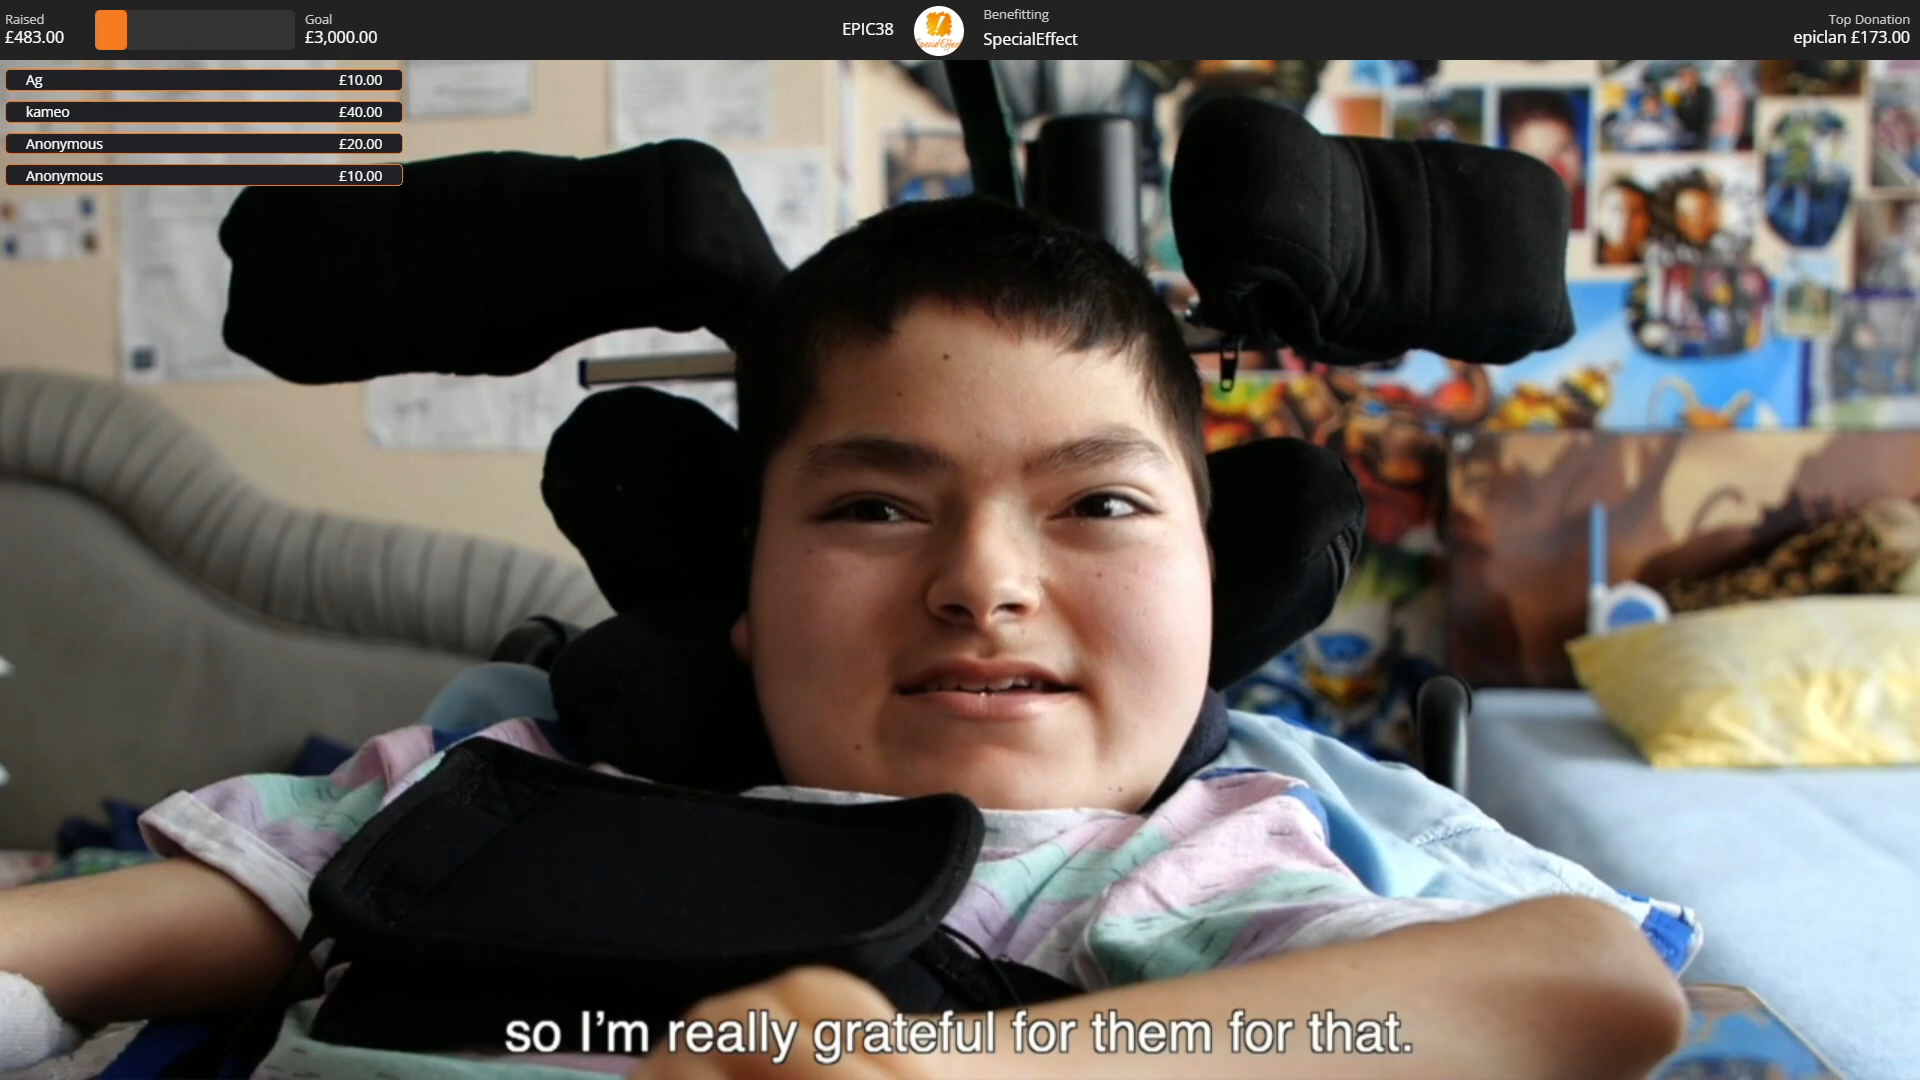 Raised
£483.00
Goal
£3,000.00
EPIC38
SpecialEffect
Benefitting
SpecialEffect
Top Donation
epiclan £173.00
Ag £10.00
kameo £40.00
Anonymous £20.00
Anonymous £10.00
so I'm really grateful for them for that.